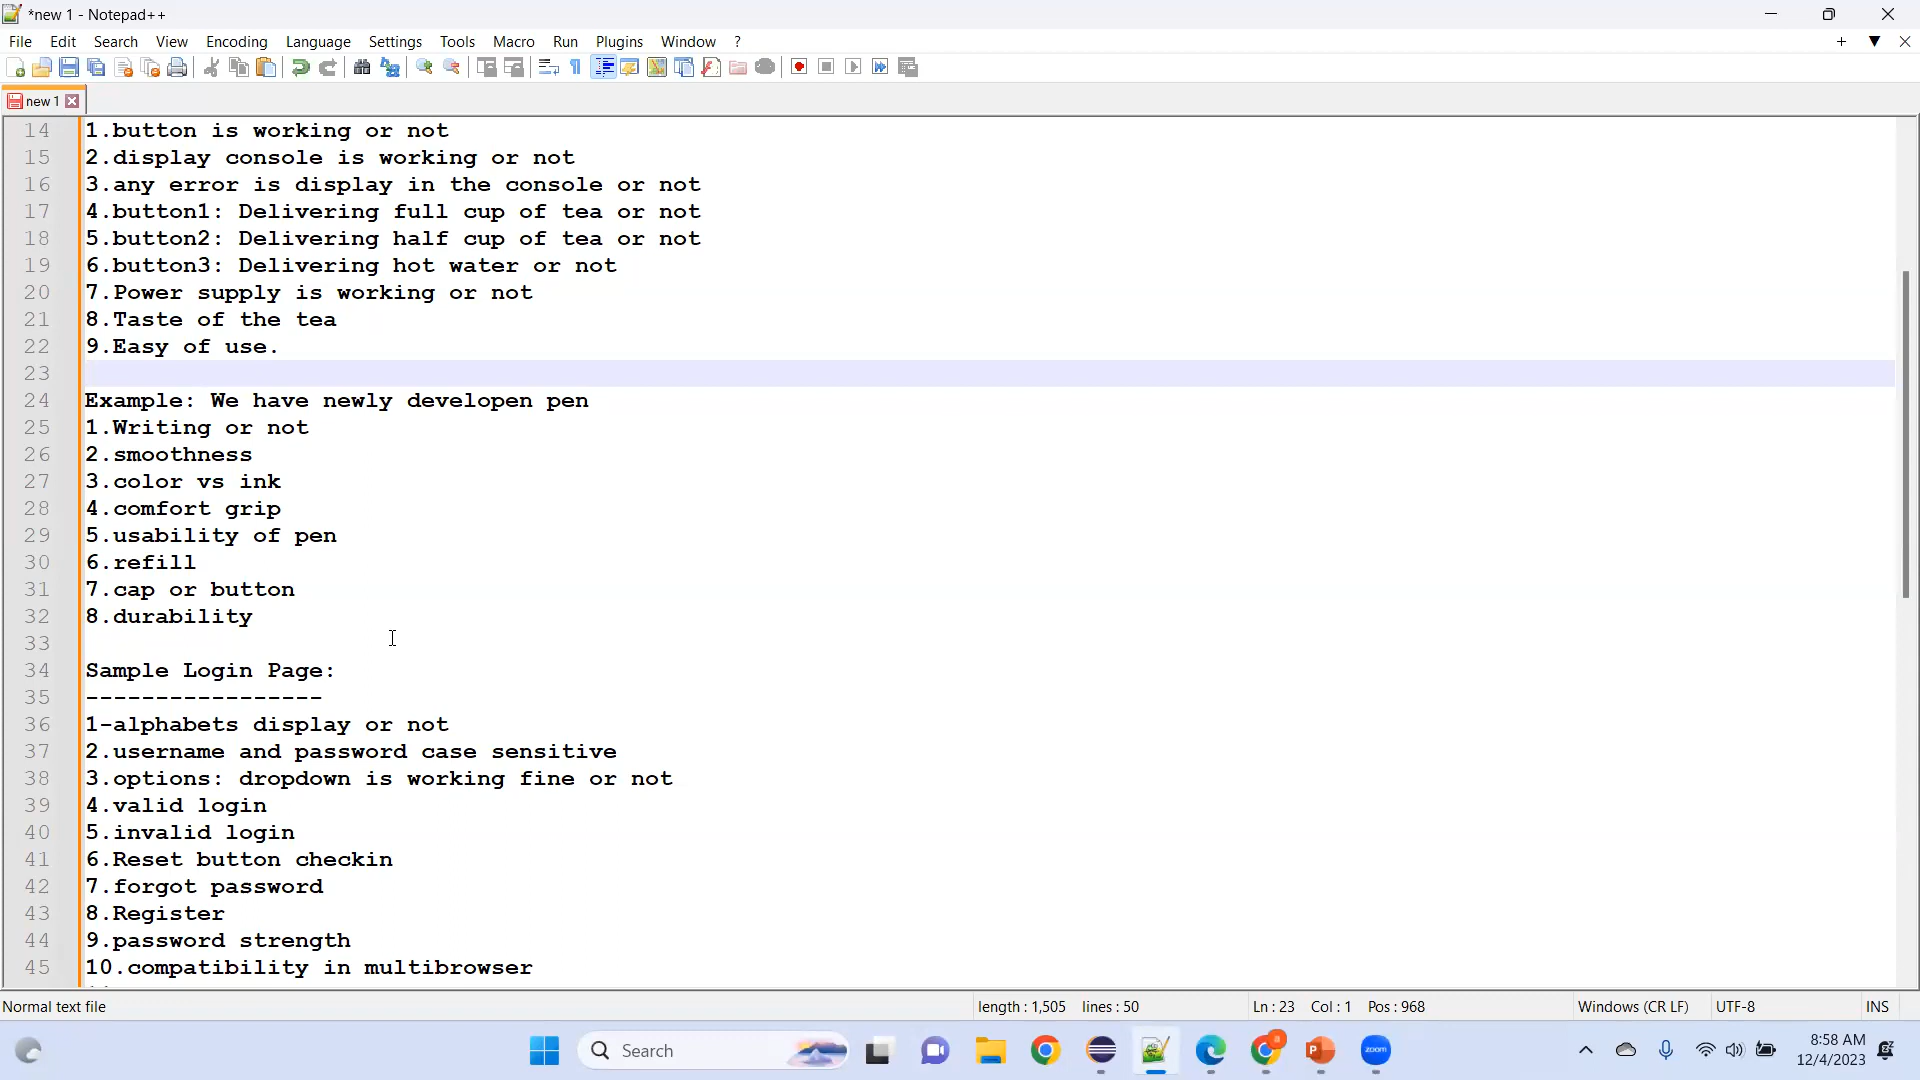 *new 1 - Notepad++
File Edit Search View Encoding Language Settings Tools Macro Run Plugins Window ?
new 1
14 1.button is working or not
15 2.display console is working or not
16 3.any error is display in the console or not
17 4.button1: Delivering full cup of tea or not
18 5.button2: Delivering half cup of tea or not
19 6.button3: Delivering hot water or not
20 7.Power supply is working or not
21 8.Taste of the tea
22 9.Easy of use.
23
24 Example: We have newly developen pen
25 1.Writing or not
26 2.smoothness
27 3.color vs ink
28 4.comfort grip
29 5.usability of pen
30 6.refill
31 7.cap or button
32 8.durability
33
34 Sample Login Page:
35 -----------------
36 1-alphabets display or not
37 2.username and password case sensitive
38 3.options: dropdown is working fine or not
39 4.valid login
40 5.invalid login
41 6.Reset button checkin
42 7.forgot password
43 8.Register
44 9.password strength
45 10.compatibility in multibrowser
Normal text file length : 1,505 lines : 50 Ln : 23 Col : 1 Pos : 968 Windows (CR LF) UTF-8 INS
Search zoom 8:58 AM
12/4/2023